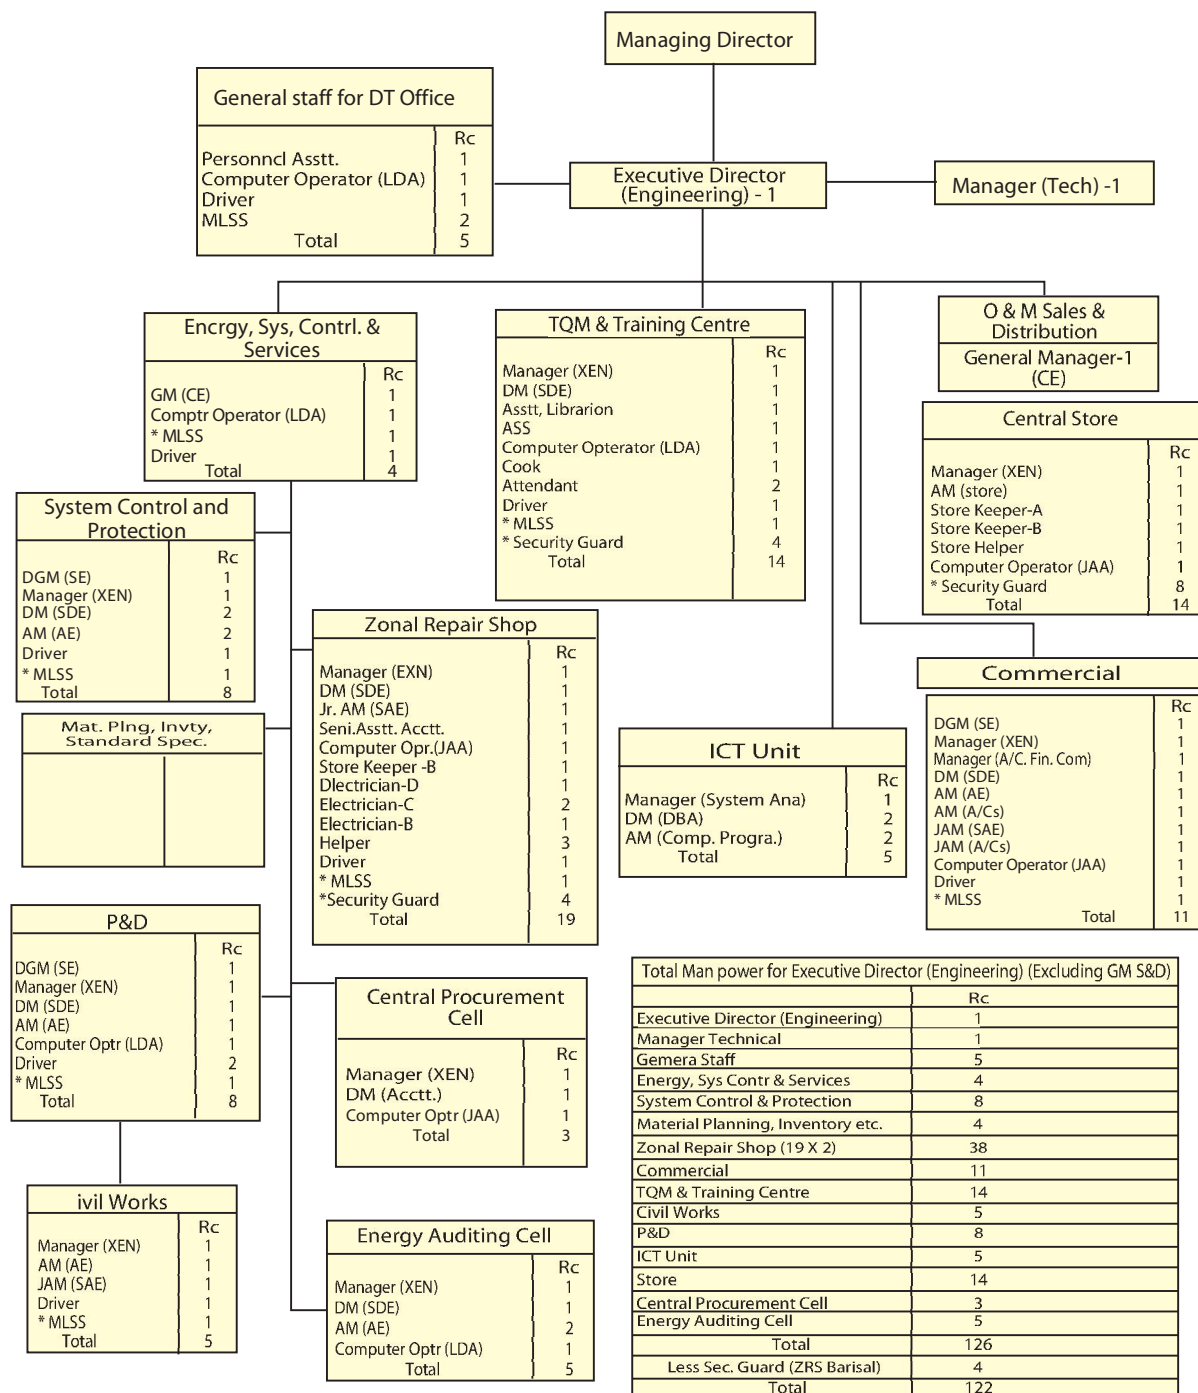 Managing Director
General staff for DT Office
Rc
Personncl Asstt. 1
Computer Operator (LDA) 1
Driver 1
MLSS 2
Total 5
Executive Director
(Engineering) - 1
Manager (Tech) -1
Encrgy, Sys, Contrl. &
Services
Rc
GM (CE) 1
Comptr Operator (LDA) 1
* MLSS 1
Driver 1
Total 4
TQM & Training Centre
Rc
Manager (XEN) 1
DM (SDE) 1
Asstt, Librarion 1
ASS 1
Computer Opterator (LDA) 1
Cook 1
Attendant 2
Driver 1
* MLSS 1
* Security Guard 4
Total 14
O & M Sales &
Distribution
General Manager-1
(CE)
Central Store
Rc
Manager (XEN) 1
AM (store) 1
Store Keeper-A 1
Store Keeper-B 1
Store Helper 1
Computer Operator (JAA) 1
* Security Guard 8
Total 14
System Control and
Protection
Rc
DGM (SE) 1
Manager (XEN) 1
DM (SDE) 2
AM (AE) 2
Driver 1
* MLSS 1
Total 8
Zonal Repair Shop
Rc
Manager (EXN) 1
DM (SDE) 1
Jr. AM (SAE) 1
Seni.Asstt. Acctt. 1
Computer Opr.(JAA) 1
Store Keeper -B 1
Dlectrician-D 1
Electrician-C 2
Electrician-B 1
Helper 3
Driver 1
* MLSS 1
*Security Guard 4
Total 19
Commercial
Rc
DGM (SE) 1
Manager (XEN) 1
Manager (A/C. Fin. Com) 1
DM (SDE) 1
AM (AE) 1
AM (A/Cs) 1
JAM (SAE) 1
JAM (A/Cs) 1
Computer Operator (JAA) 1
Driver 1
* MLSS 1
Total 11
Mat. Plng, Invty,
Standard Spec.
ICT Unit
Rc
Manager (System Ana) 1
DM (DBA) 2
AM (Comp. Progra.) 2
Total 5
P&D
Rc
DGM (SE) 1
Manager (XEN) 1
DM (SDE) 1
AM (AE) 1
Computer Optr (LDA) 1
Driver 2
* MLSS 1
Total 8
Central Procurement
Cell
Rc
Manager (XEN) 1
DM (Acctt.) 1
Computer Optr (JAA) 1
Total 3
ivil Works
Rc
Manager (XEN) 1
AM (AE) 1
JAM (SAE) 1
Driver 1
* MLSS 1
Total 5
Energy Auditing Cell
Rc
Manager (XEN) 1
DM (SDE) 1
AM (AE) 2
Computer Optr (LDA) 1
Total 5
Total Man power for Executive Director (Engineering) (Excluding GM S&D)
Rc
Executive Director (Engineering) 1
Manager Technical 1
Gemera Staff 5
Energy, Sys Contr & Services 4
System Control & Protection 8
Material Planning, Inventory etc. 4
Zonal Repair Shop (19 X 2) 38
Commercial 11
TQM & Training Centre 14
Civil Works 5
P&D 8
ICT Unit 5
Store 14
Central Procurement Cell 3
Energy Auditing Cell 5
Total 126
Less Sec. Guard (ZRS Barisal) 4
Total 122